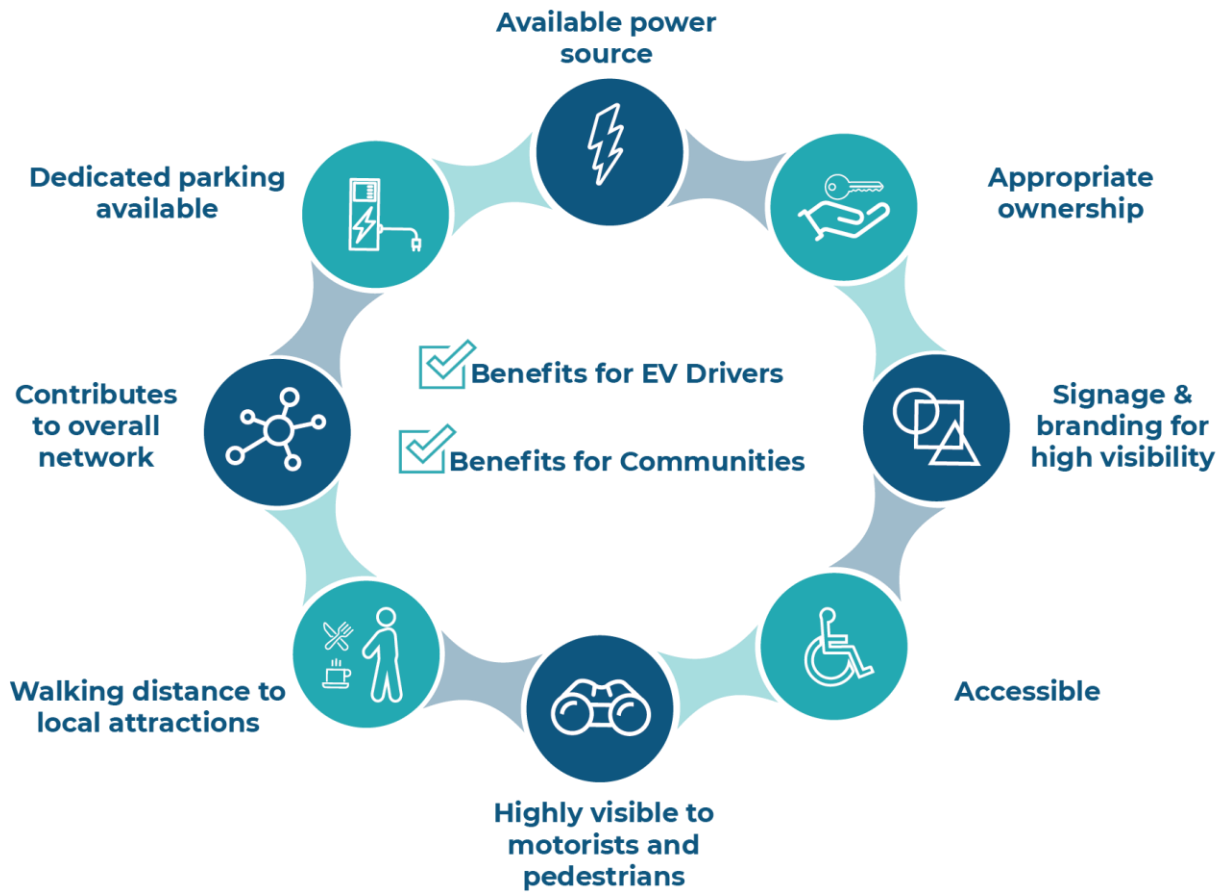 Available power
source
Dedicated parking
available
Appropriate
ownership
Benefits for EV Drivers
Contributes
to overall
network
Signage &
branding for
high visibility
Benefits for Communities
Walking distance to
local attractions
Accessible
Highly visible to
motorists and
pedestrians